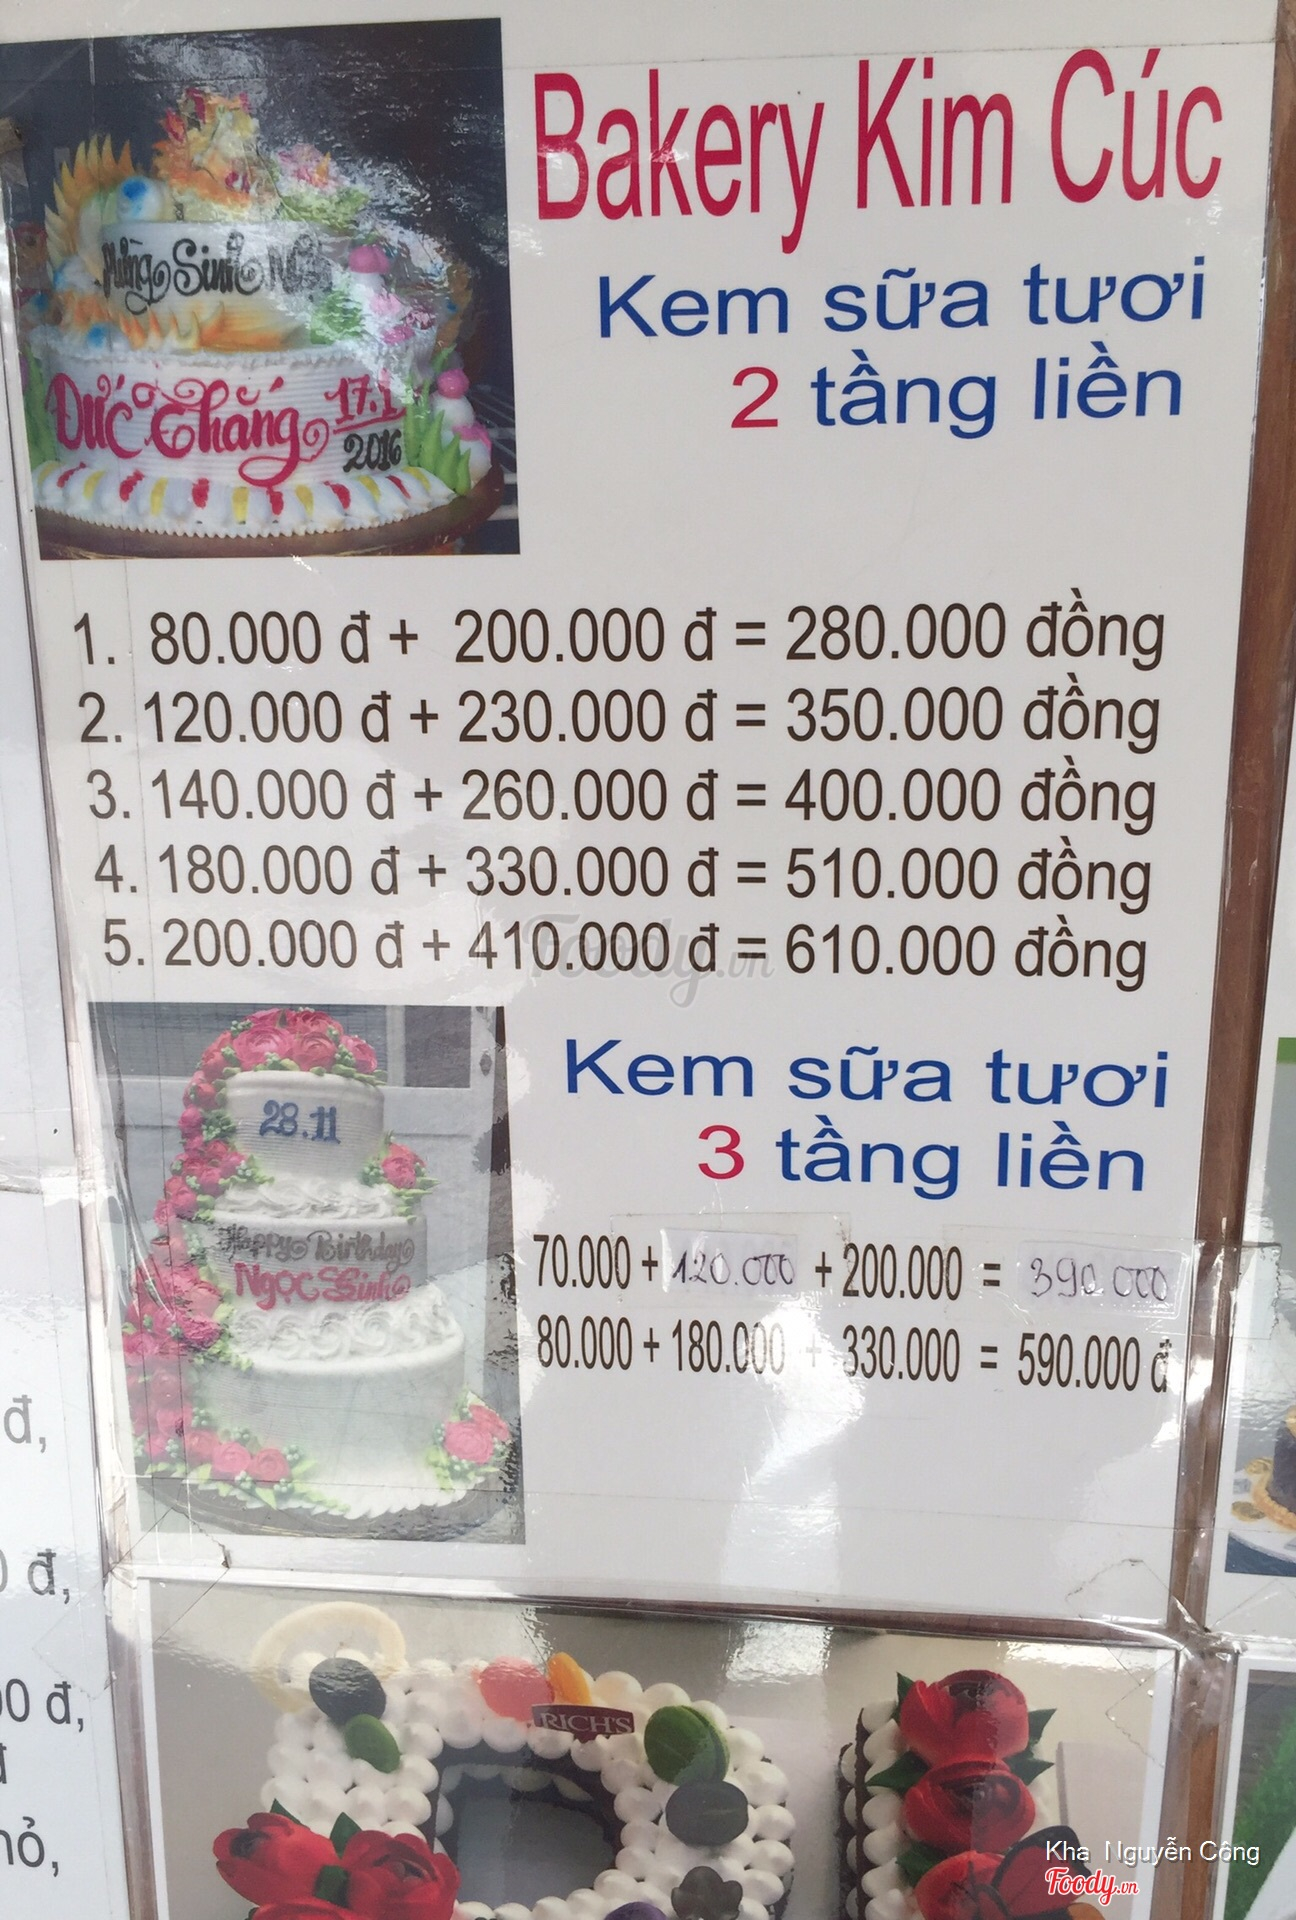 Bakery Kim Cúc
Kem sữa tươi
2 tầng liền
Mừng Sinh
Đức Thắng 17.1
2016
1. 80.000 đ + 200.000 đ = 280.000 đồng
2. 120.000 đ + 230.000 đ = 350.000 đồng
3. 140.000 đ + 260.000 đ = 400.000 đồng
4. 180.000 đ + 330.000 đ = 510.000 đồng
5. 200.000 đ + 410.000 đ = 610.000 đồng
Foody.vn
Kem sữa tươi
3 tầng liền
28.11
Happy Birthday
Ngọc Sinh
70.000 + 120.000 + 200.000 = 390.000
80.000 + 180.000 + 330.000 = 590.000 đ
đ,
đ,
đ,
RICH'S
Kha Nguyễn Công
Foody.vn